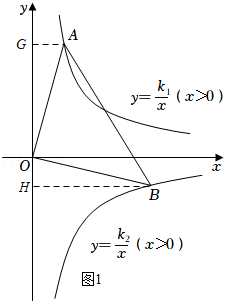 y
G
A
y=k₁/x (x>0)
O
x
H
B
y=k₂/x (x>0)
图1